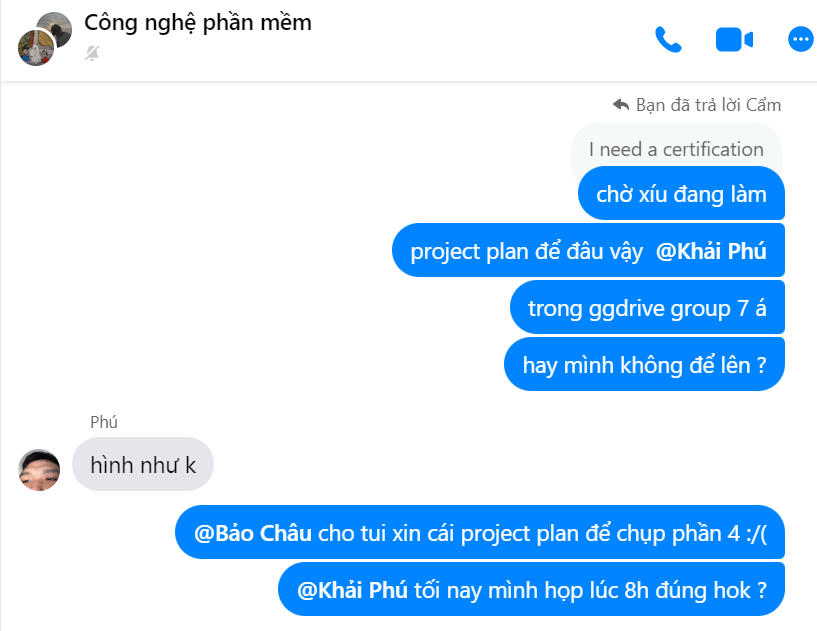 Công nghệ phần mềm
Bạn đã trả lời Cẩm
I need a certification
chờ xíu đang làm
project plan để đâu vậy @Khải Phú
trong ggdrive group 7 á
hay mình không để lên ?
Phú
hình như k
@Bảo Châu cho tui xin cái project plan để chụp phần 4 :/(
@Khải Phú tối nay mình họp lúc 8h đúng hok ?